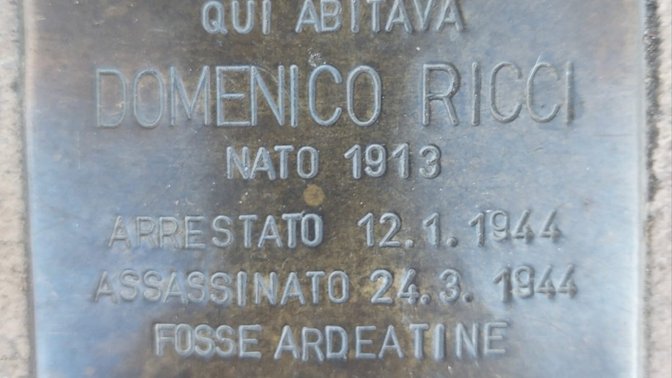 QUI ABITAVA
DOMENICO RICCI
NATO 1913
ARRESTATO 12.1.1944
ASSASSINATO 24.3.1944
FOSSE ARDEATINE